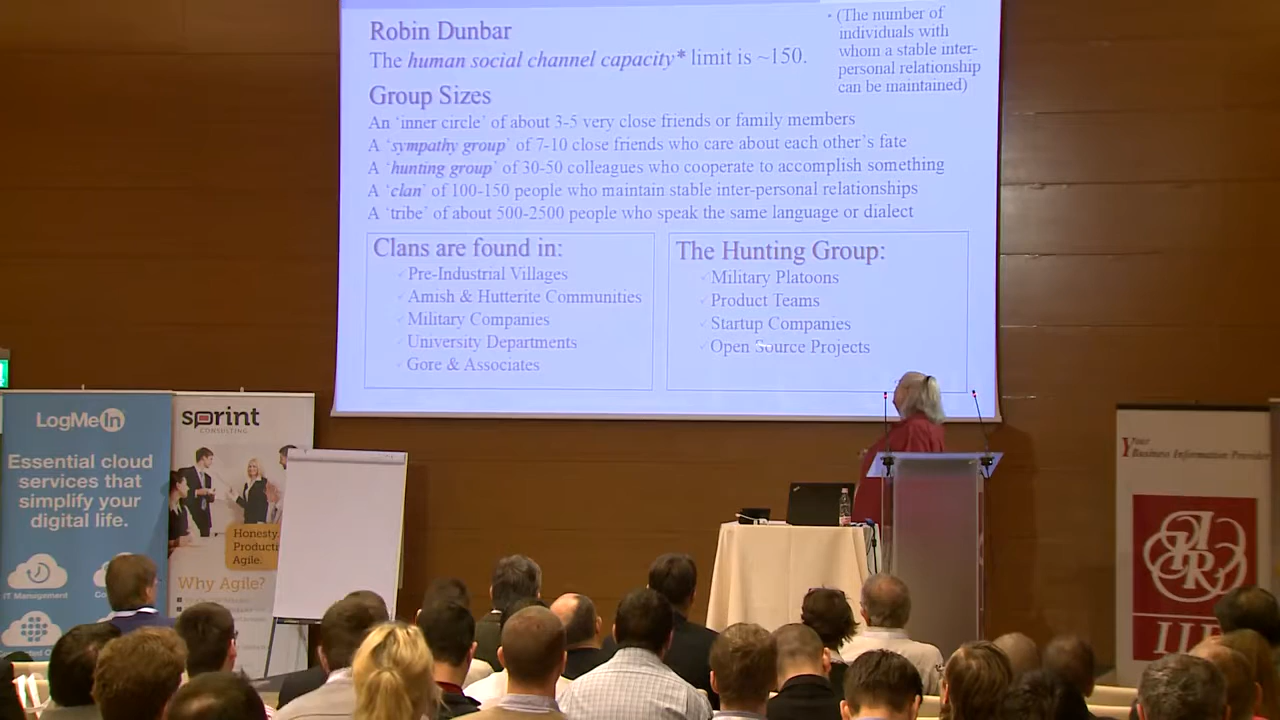 Robin Dunbar
The human social channel capacity* limit is ~150.
• (The number of
individuals with
whom a stable inter-
personal relationship
can be maintained)
Group Sizes
An ‘inner circle’ of about 3-5 very close friends or family members
A ‘sympathy group’ of 7-10 close friends who care about each other’s fate
A ‘hunting group’ of 30-50 colleagues who cooperate to accomplish something
A ‘clan’ of 100-150 people who maintain stable inter-personal relationships
A ‘tribe’ of about 500-2500 people who speak the same language or dialect
Clans are found in:
✓Pre-Industrial Villages
✓Amish & Hutterite Communities
✓Military Companies
✓University Departments
✓Gore & Associates
The Hunting Group:
✓Military Platoons
✓Product Teams
✓Startup Companies
✓Open Source Projects
LogMeIn
Essential cloud
services that
simplify your
digital life.
IT Management
sprint
CONSULTING
Honesty.
Agile.
Why Agile?
Your
Business Information Provider
IIR